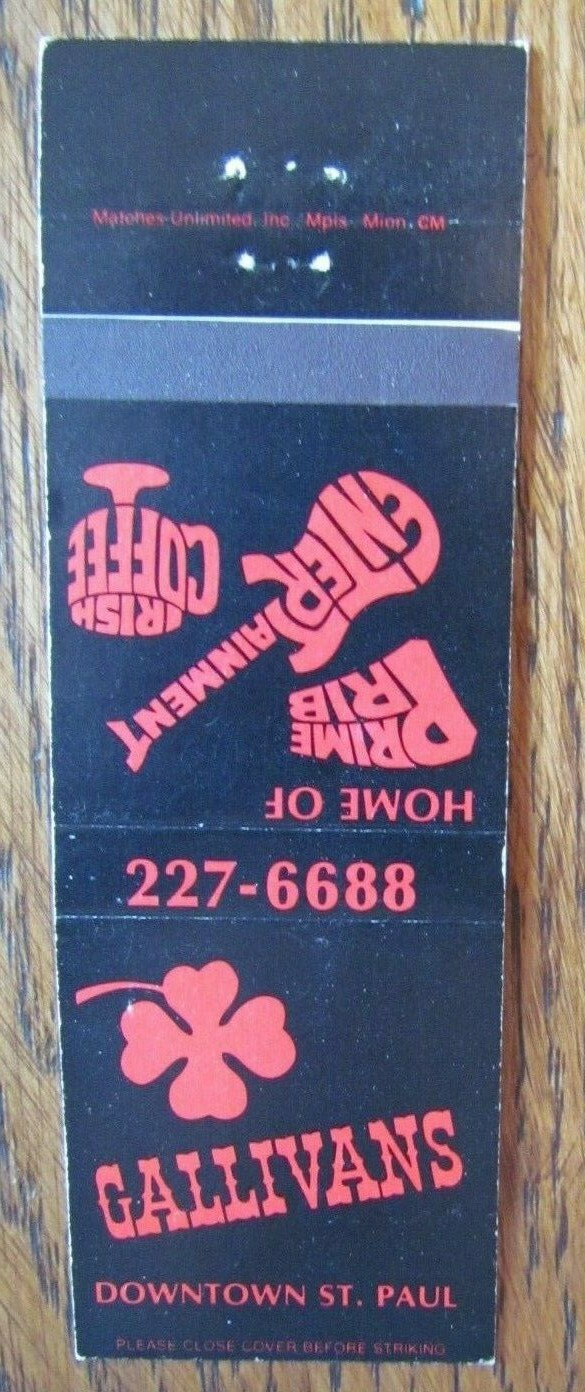 Matches Unlimited, Inc. Mpls Minn. CM
HOME OF
PRIME RIB
ENTERTAINMENT
IRISH COFFEE
227-6688
GALLIVANS
DOWNTOWN ST. PAUL
PLEASE CLOSE COVER BEFORE STRIKING